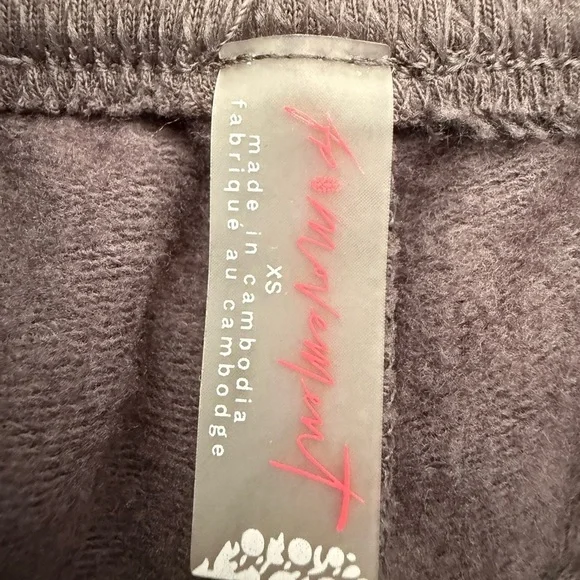 fp movement
XS
made in cambodia
fabriqué au cambodge